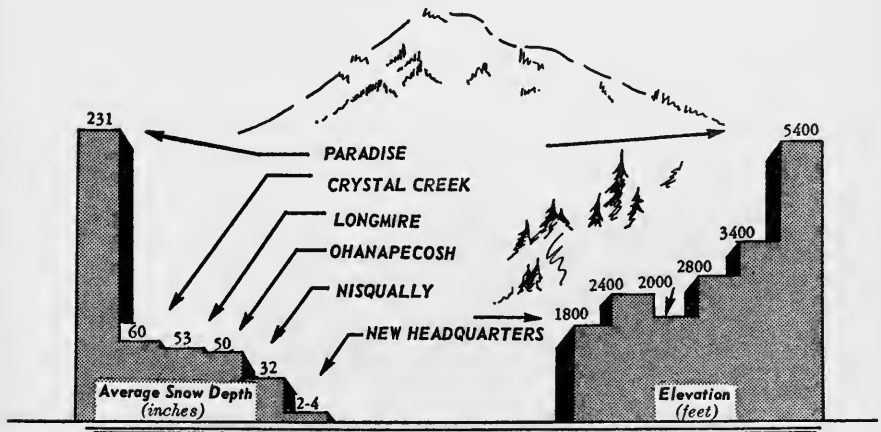 231
PARADISE
CRYSTAL CREEK
LONGMIRE
OHANAPECOSH
NISQUALLY
NEW HEADQUARTERS
60
53
50
32
2-4
Average Snow Depth
(inches)
1800
2400
2000
2800
3400
5400
Elevation
(feet)